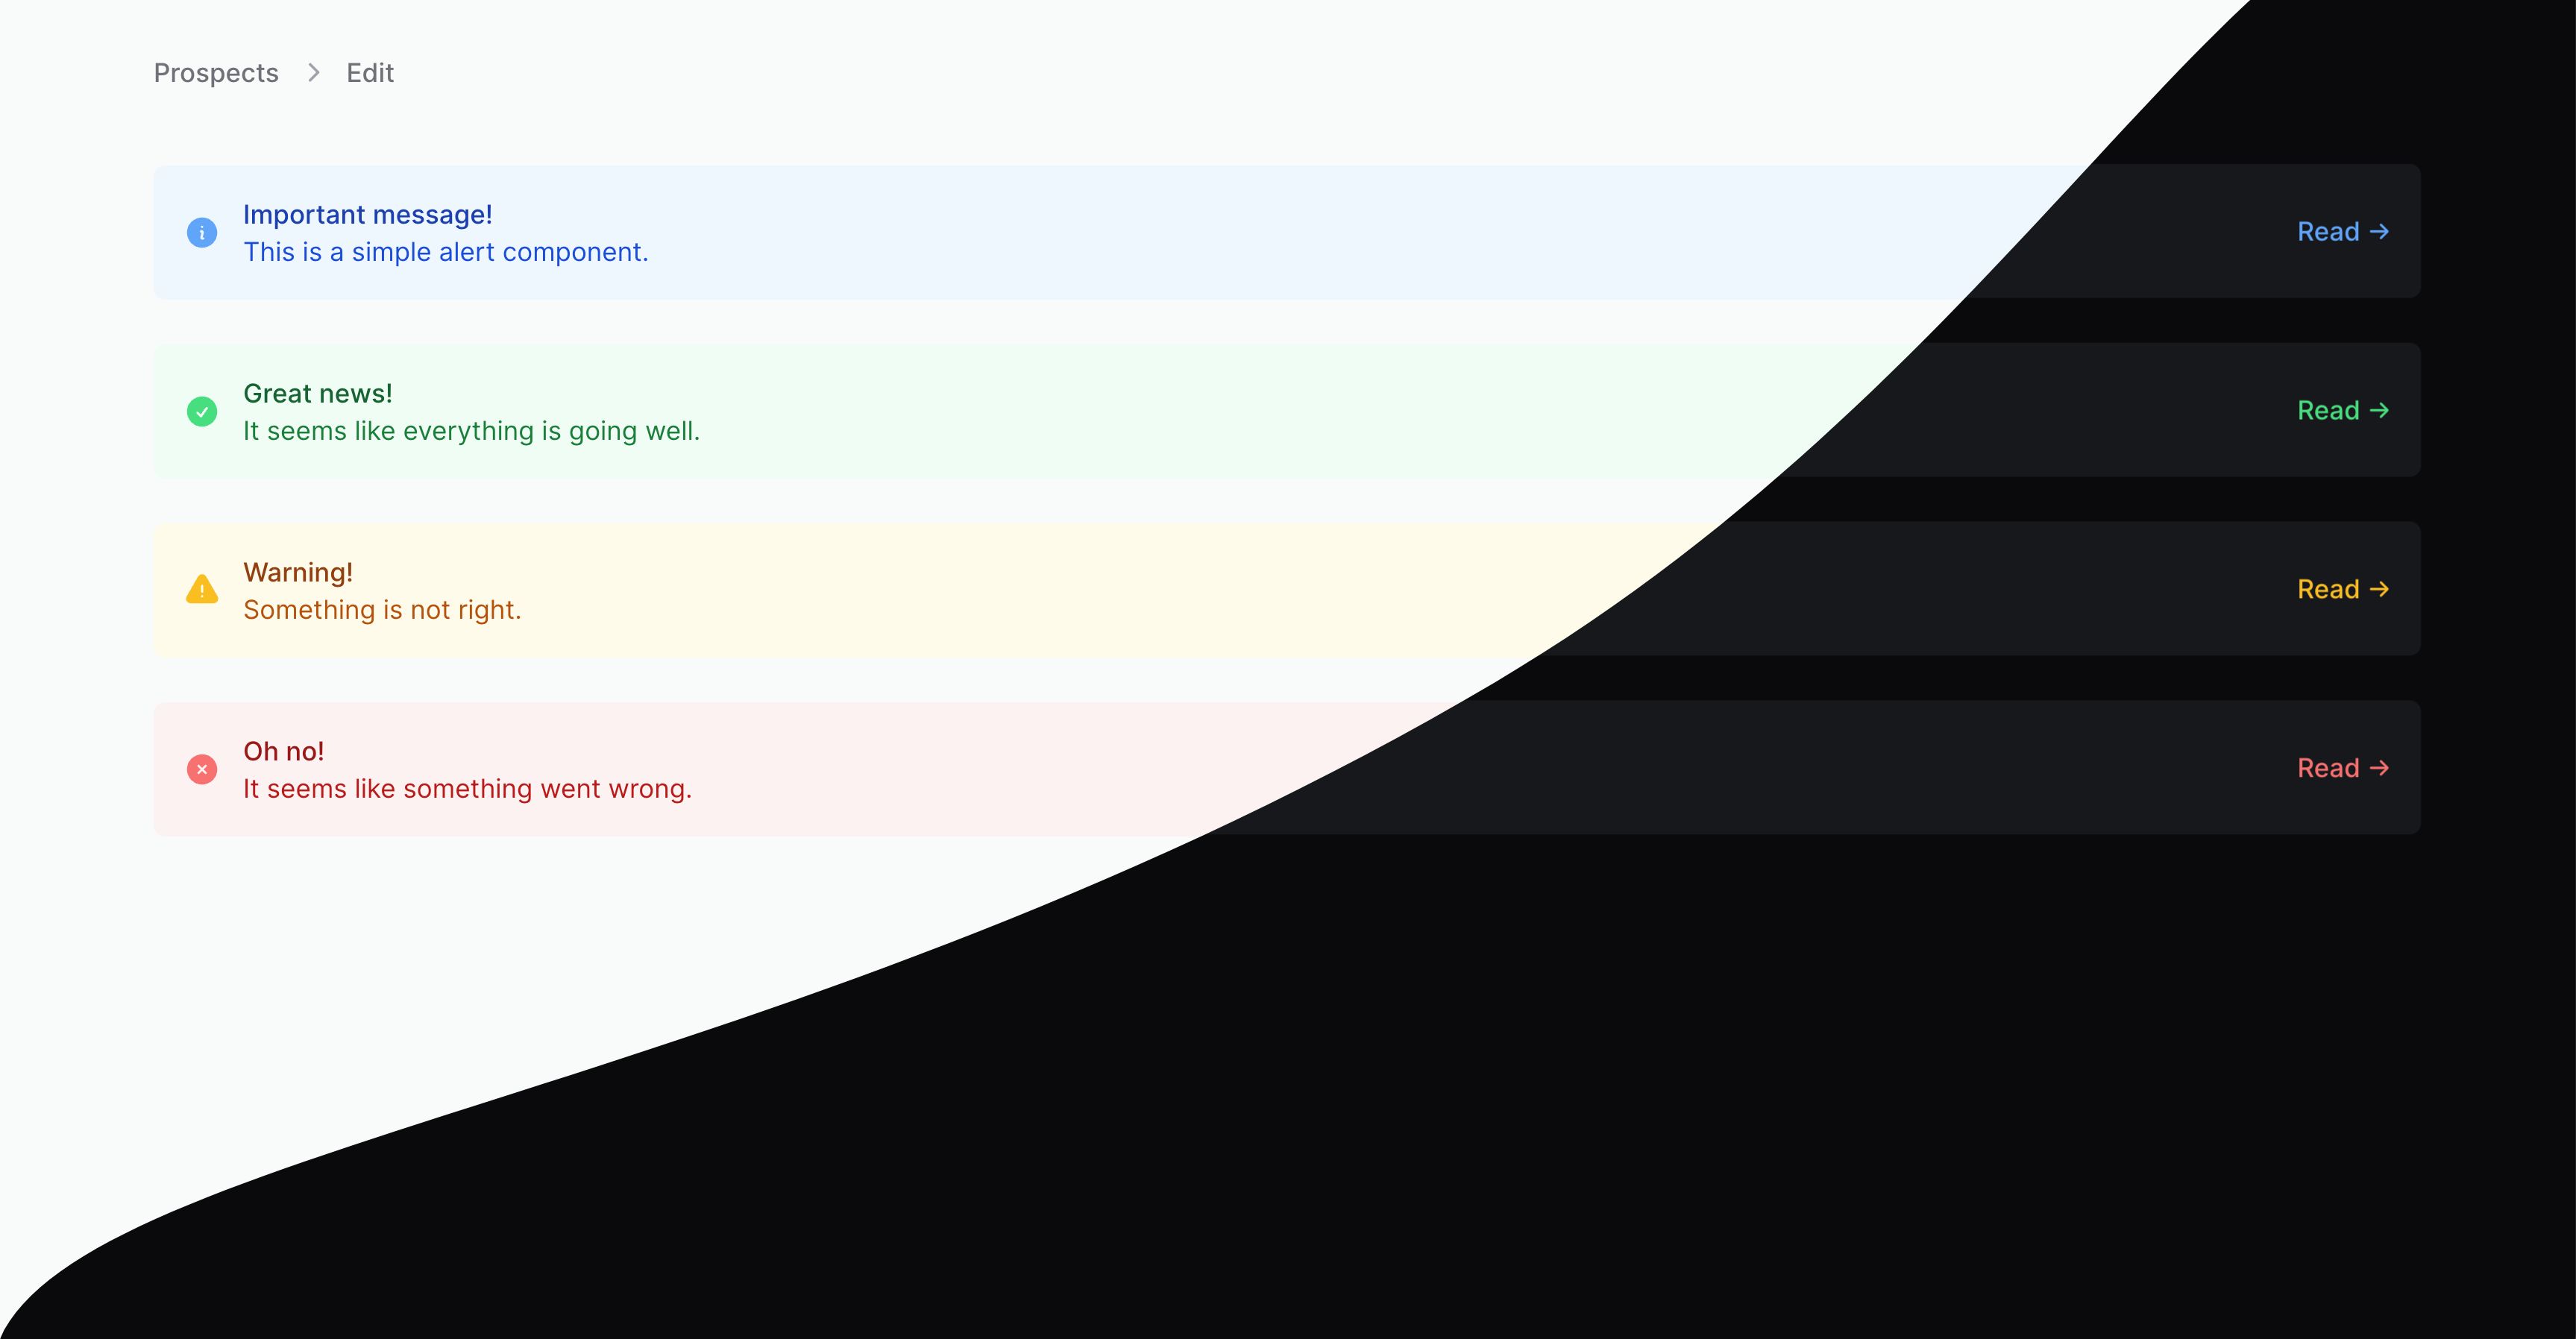 Prospects > Edit
Important message!
This is a simple alert component.
Read →
Great news!
It seems like everything is going well.
Read →
Warning!
Something is not right.
Read →
Oh no!
It seems like something went wrong.
Read →